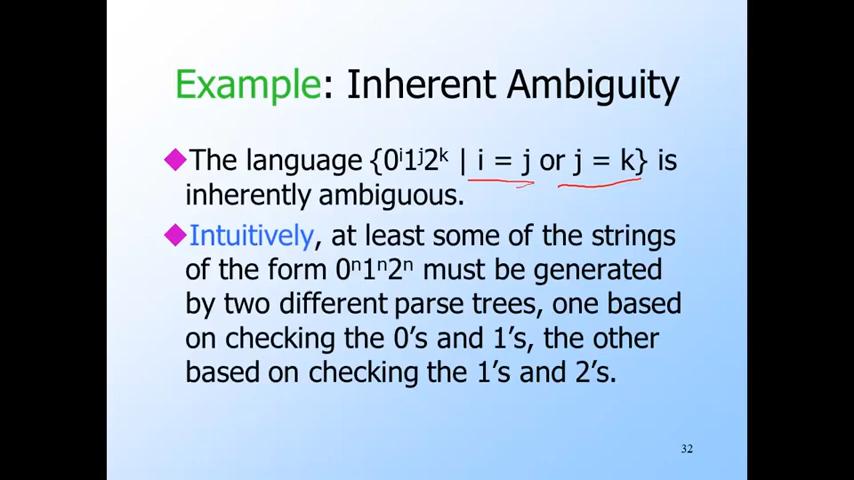 Example: Inherent Ambiguity
◆The language {0ⁱ1ʲ2ᵏ | i = j or j = k} is
inherently ambiguous.
◆Intuitively, at least some of the strings
of the form 0ⁿ1ⁿ2ⁿ must be generated
by two different parse trees, one based
on checking the 0’s and 1’s, the other
based on checking the 1’s and 2’s.
32